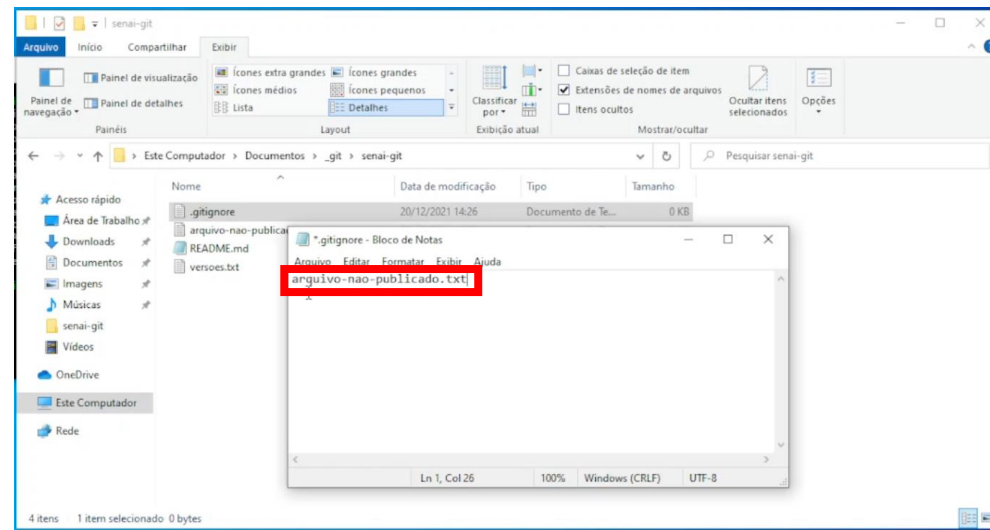 senai-git
Arquivo Início Compartilhar Exibir
Painel de navegação
Painel de visualização
Painel de detalhes
Painéis
Ícones extra grandes Ícones grandes
Ícones médios Ícones pequenos
Lista Detalhes
Layout
Classificar por
Exibição atual
Caixas de seleção de item
Extensões de nomes de arquivos
Itens ocultos
Ocultar itens selecionados
Mostrar/ocultar
Opções
Este Computador > Documentos > _git > senai-git
Pesquisar senai-git
Acesso rápido
Área de Trabalho
Downloads
Documentos
Imagens
Músicas
senai-git
Vídeos
OneDrive
Este Computador
Rede
Nome Data de modificação Tipo Tamanho
.gitignore 20/12/2021 14:26 Documento de Te... 0 KB
arquivo-nao-publica
README.md
versoes.txt
*.gitignore - Bloco de Notas
Arquivo Editar Formatar Exibir Ajuda
arquivo-nao-publicado.txt
Ln 1, Col 26 100% Windows (CRLF) UTF-8
4 itens 1 item selecionado 0 bytes